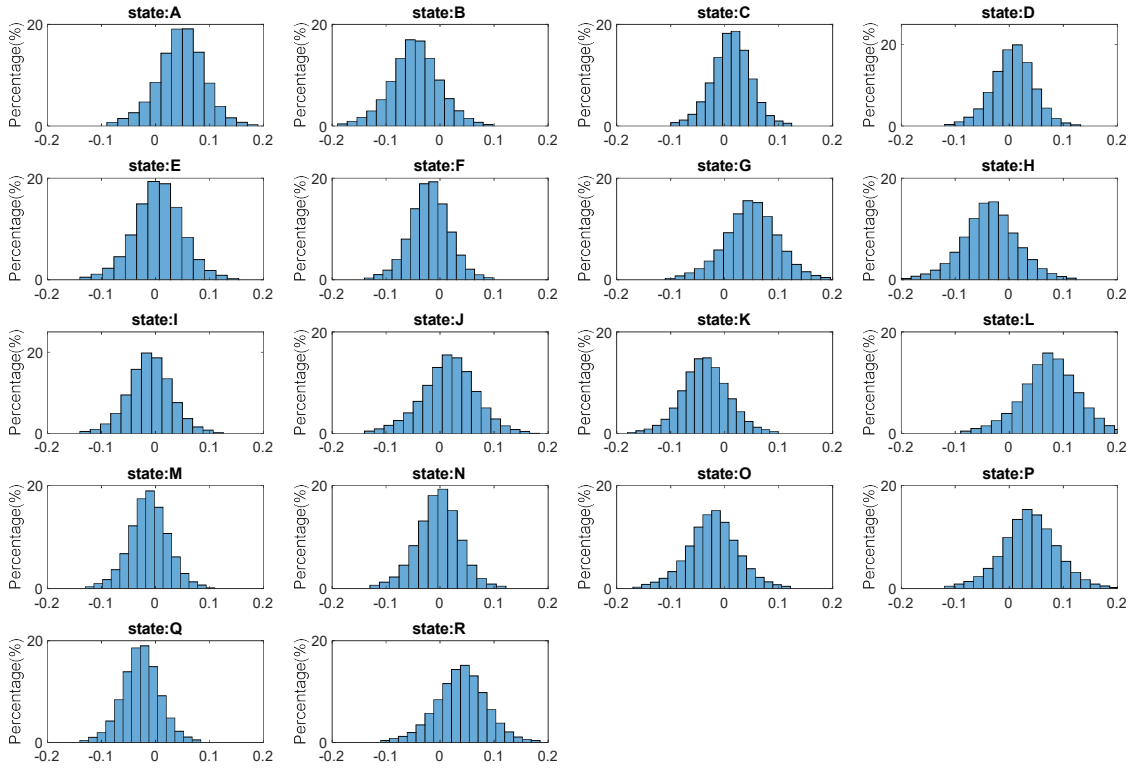 state:A
Percentage(%)
20
0
-0.2 -0.1 0 0.1 0.2
state:B
Percentage(%)
20
0
-0.2 -0.1 0 0.1 0.2
state:C
Percentage(%)
20
0
-0.2 -0.1 0 0.1 0.2
state:D
Percentage(%)
20
0
-0.2 -0.1 0 0.1 0.2
state:E
Percentage(%)
20
0
-0.2 -0.1 0 0.1 0.2
state:F
Percentage(%)
20
0
-0.2 -0.1 0 0.1 0.2
state:G
Percentage(%)
20
0
-0.2 -0.1 0 0.1 0.2
state:H
Percentage(%)
20
0
-0.2 -0.1 0 0.1 0.2
state:I
Percentage(%)
20
0
-0.2 -0.1 0 0.1 0.2
state:J
Percentage(%)
20
0
-0.2 -0.1 0 0.1 0.2
state:K
Percentage(%)
20
0
-0.2 -0.1 0 0.1 0.2
state:L
Percentage(%)
20
0
-0.2 -0.1 0 0.1 0.2
state:M
Percentage(%)
20
0
-0.2 -0.1 0 0.1 0.2
state:N
Percentage(%)
20
0
-0.2 -0.1 0 0.1 0.2
state:O
Percentage(%)
20
0
-0.2 -0.1 0 0.1 0.2
state:P
Percentage(%)
20
0
-0.2 -0.1 0 0.1 0.2
state:Q
Percentage(%)
20
0
-0.2 -0.1 0 0.1 0.2
state:R
Percentage(%)
20
0
-0.2 -0.1 0 0.1 0.2